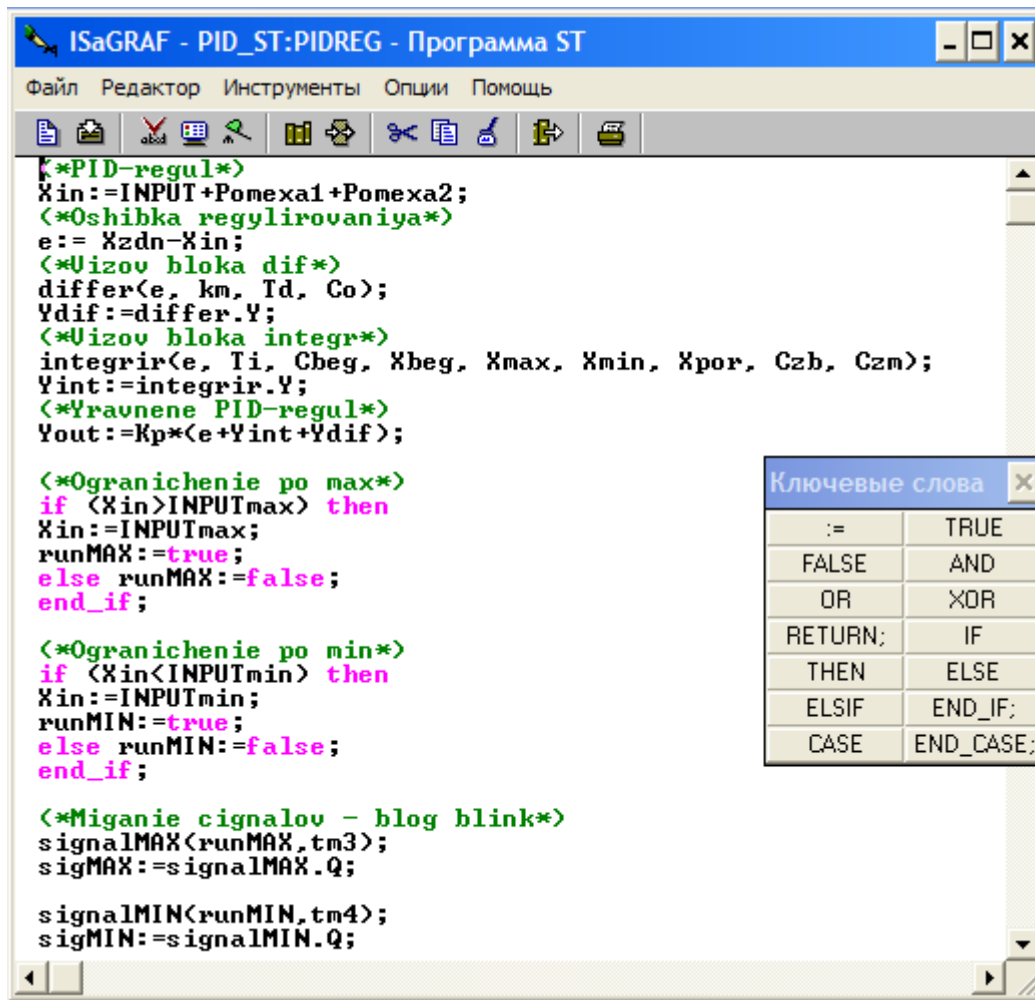 ISaGRAF - PID_ST:PIDREG - Программа ST
Файл Редактор Инструменты Опции Помощь
(*PID-regul*)
Xin:=INPUT+Pomexa1+Pomexa2;
(*Oshibka regylirovaniya*)
e:= Xzdn-Xin;
(*Vizov bloka dif*)
differ(e, km, Td, Co);
Ydif:=differ.Y;
(*Vizov bloka integr*)
integrir(e, Ti, Cbeg, Xbeg, Xmax, Xmin, Xpor, Czb, Czm);
Yint:=integrir.Y;
(*Yravnene PID-regul*)
Yout:=Kp*(e+Yint+Ydif);
(*Ogranichenie po max*)
if (Xin>INPUTmax) then
Xin:=INPUTmax;
runMAX:=true;
else runMAX:=false;
end_if;
(*Ogranichenie po min*)
if (Xin<INPUTmin) then
Xin:=INPUTmin;
runMIN:=true;
else runMIN:=false;
end_if;
(*Miganie cignalov - blog blink*)
signalMAX(runMAX,tm3);
sigMAX:=signalMAX.Q;
signalMIN(runMIN,tm4);
sigMIN:=signalMIN.Q;
Ключевые слова
:= TRUE
FALSE AND
OR XOR
RETURN; IF
THEN ELSE
ELSIF END_IF;
CASE END_CASE;